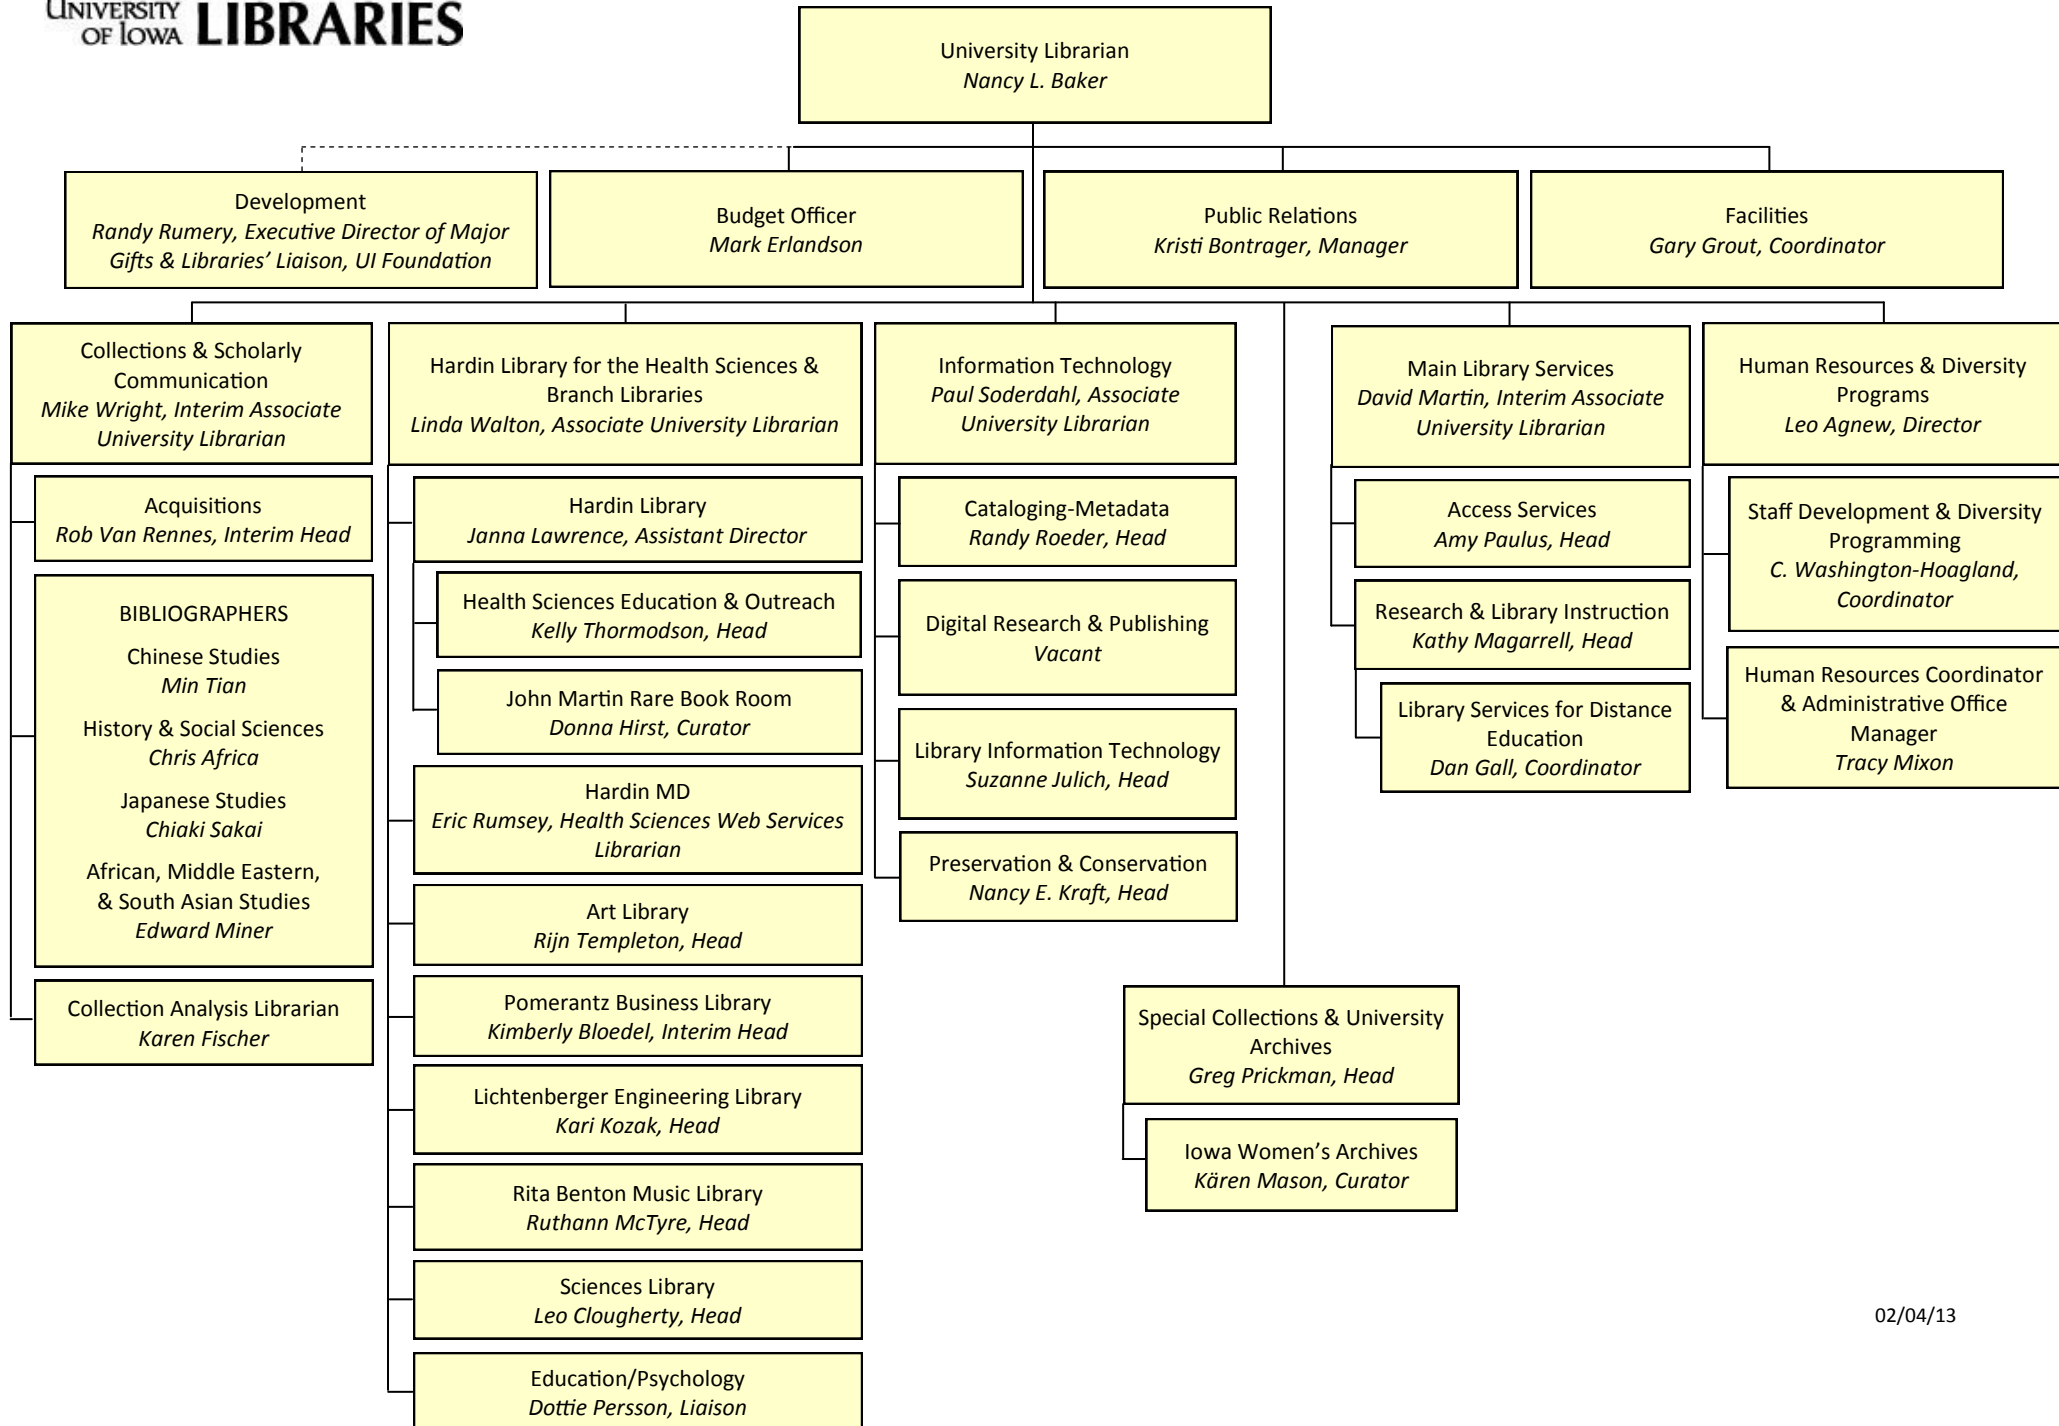 UNIVERSITY
OF IOWA LIBRARIES
University Librarian
Nancy L. Baker
Development
Randy Rumery, Executive Director of Major
Gifts & Libraries’ Liaison, UI Foundation
Budget Officer
Mark Erlandson
Public Relations
Kristi Bontrager, Manager
Facilities
Gary Grout, Coordinator
Collections & Scholarly
Communication
Mike Wright, Interim Associate
University Librarian
Acquisitions
Rob Van Rennes, Interim Head
BIBLIOGRAPHERS
Chinese Studies
Min Tian
History & Social Sciences
Chris Africa
Japanese Studies
Chiaki Sakai
African, Middle Eastern,
& South Asian Studies
Edward Miner
Collection Analysis Librarian
Karen Fischer
Hardin Library for the Health Sciences &
Branch Libraries
Linda Walton, Associate University Librarian
Hardin Library
Janna Lawrence, Assistant Director
Health Sciences Education & Outreach
Kelly Thormodson, Head
John Martin Rare Book Room
Donna Hirst, Curator
Hardin MD
Eric Rumsey, Health Sciences Web Services
Librarian
Art Library
Rijn Templeton, Head
Pomerantz Business Library
Kimberly Bloedel, Interim Head
Lichtenberger Engineering Library
Kari Kozak, Head
Rita Benton Music Library
Ruthann McTyre, Head
Sciences Library
Leo Clougherty, Head
Education/Psychology
Dottie Persson, Liaison
Information Technology
Paul Soderdahl, Associate
University Librarian
Cataloging-Metadata
Randy Roeder, Head
Digital Research & Publishing
Vacant
Library Information Technology
Suzanne Julich, Head
Preservation & Conservation
Nancy E. Kraft, Head
Special Collections & University
Archives
Greg Prickman, Head
Iowa Women’s Archives
Kären Mason, Curator
Main Library Services
David Martin, Interim Associate
University Librarian
Access Services
Amy Paulus, Head
Research & Library Instruction
Kathy Magarrell, Head
Library Services for Distance
Education
Dan Gall, Coordinator
Human Resources & Diversity
Programs
Leo Agnew, Director
Staff Development & Diversity
Programming
C. Washington-Hoagland,
Coordinator
Human Resources Coordinator
& Administrative Office
Manager
Tracy Mixon
02/04/13